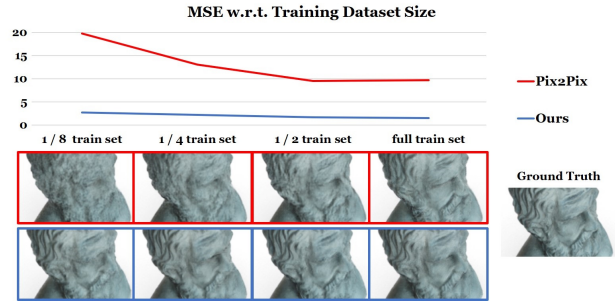 MSE w.r.t. Training Dataset Size
20
15
10
5
0
Pix2Pix
Ours
1 / 8 train set
1 / 4 train set
1 / 2 train set
full train set
Ground Truth